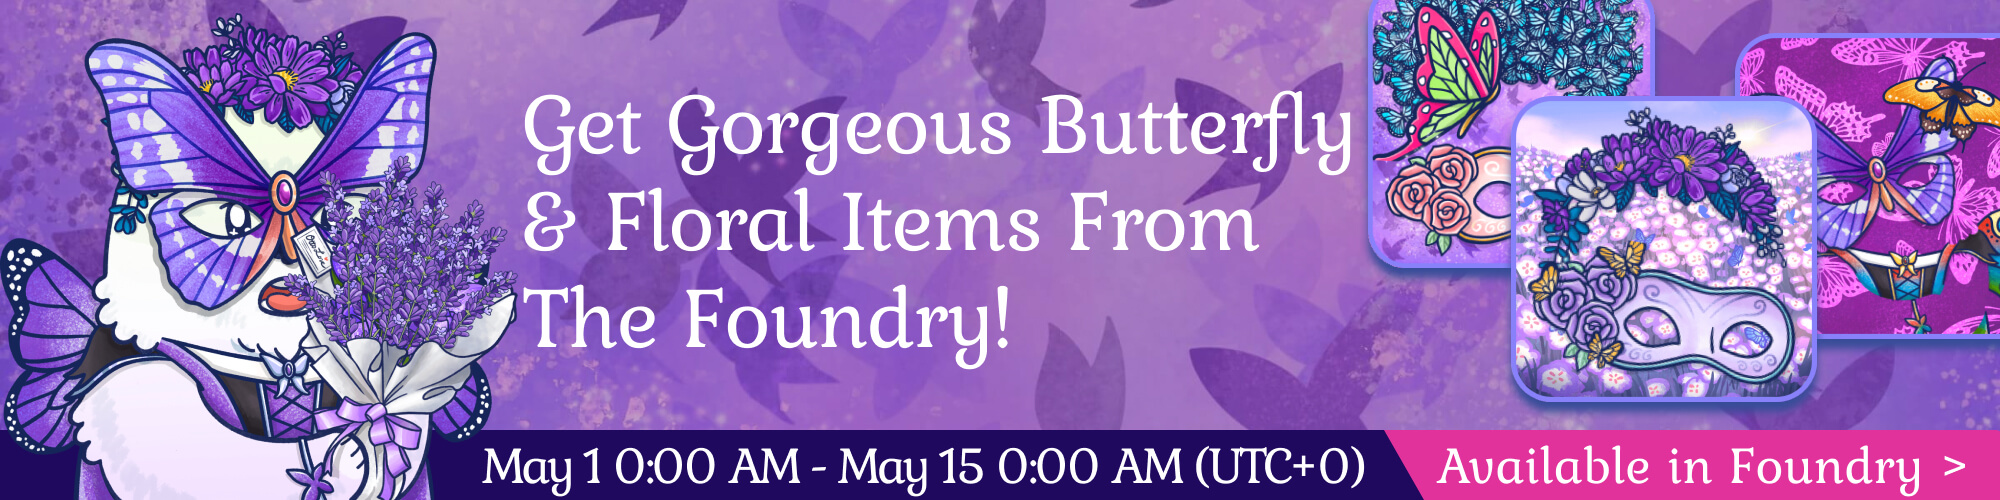 Get Gorgeous Butterfly
& Floral Items From
The Foundry!
May 1 0:00 AM - May 15 0:00 AM (UTC+0)
Available in Foundry >